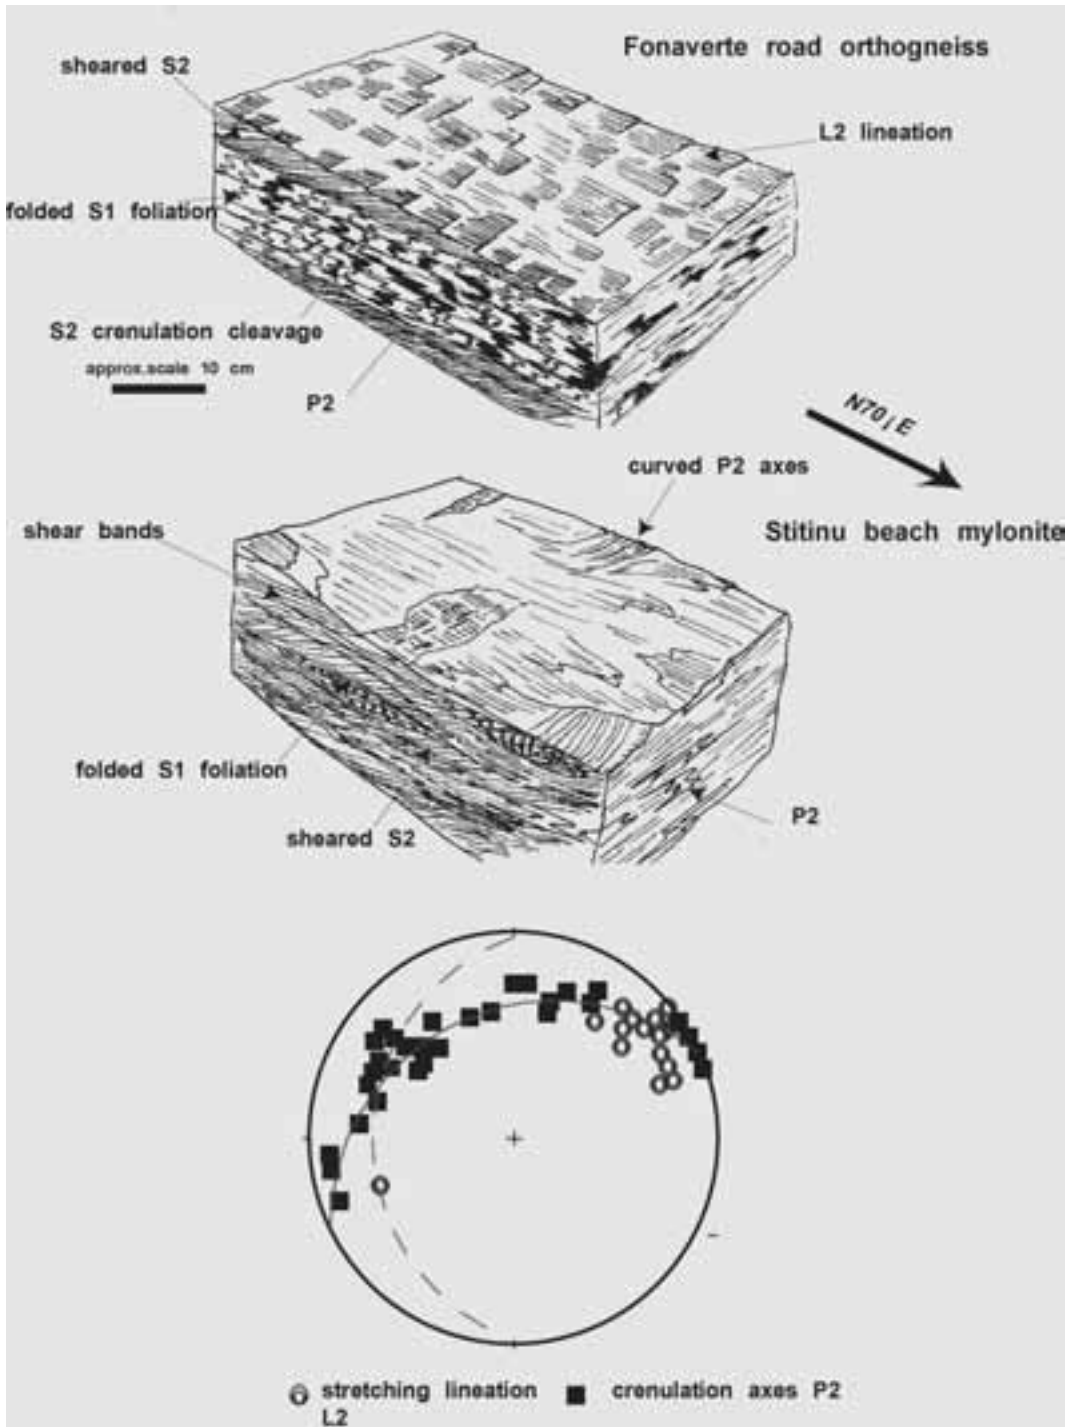 Fonaverte road orthogneiss
sheared S2
L2 lineation
folded S1 foliation
S2 crenulation cleavage
approx.scale 10 cm
P2
N70¡E
curved P2 axes
Stitinu beach mylonite
shear bands
folded S1 foliation
P2
sheared S2
stretching lineation
L2
crenulation axes P2